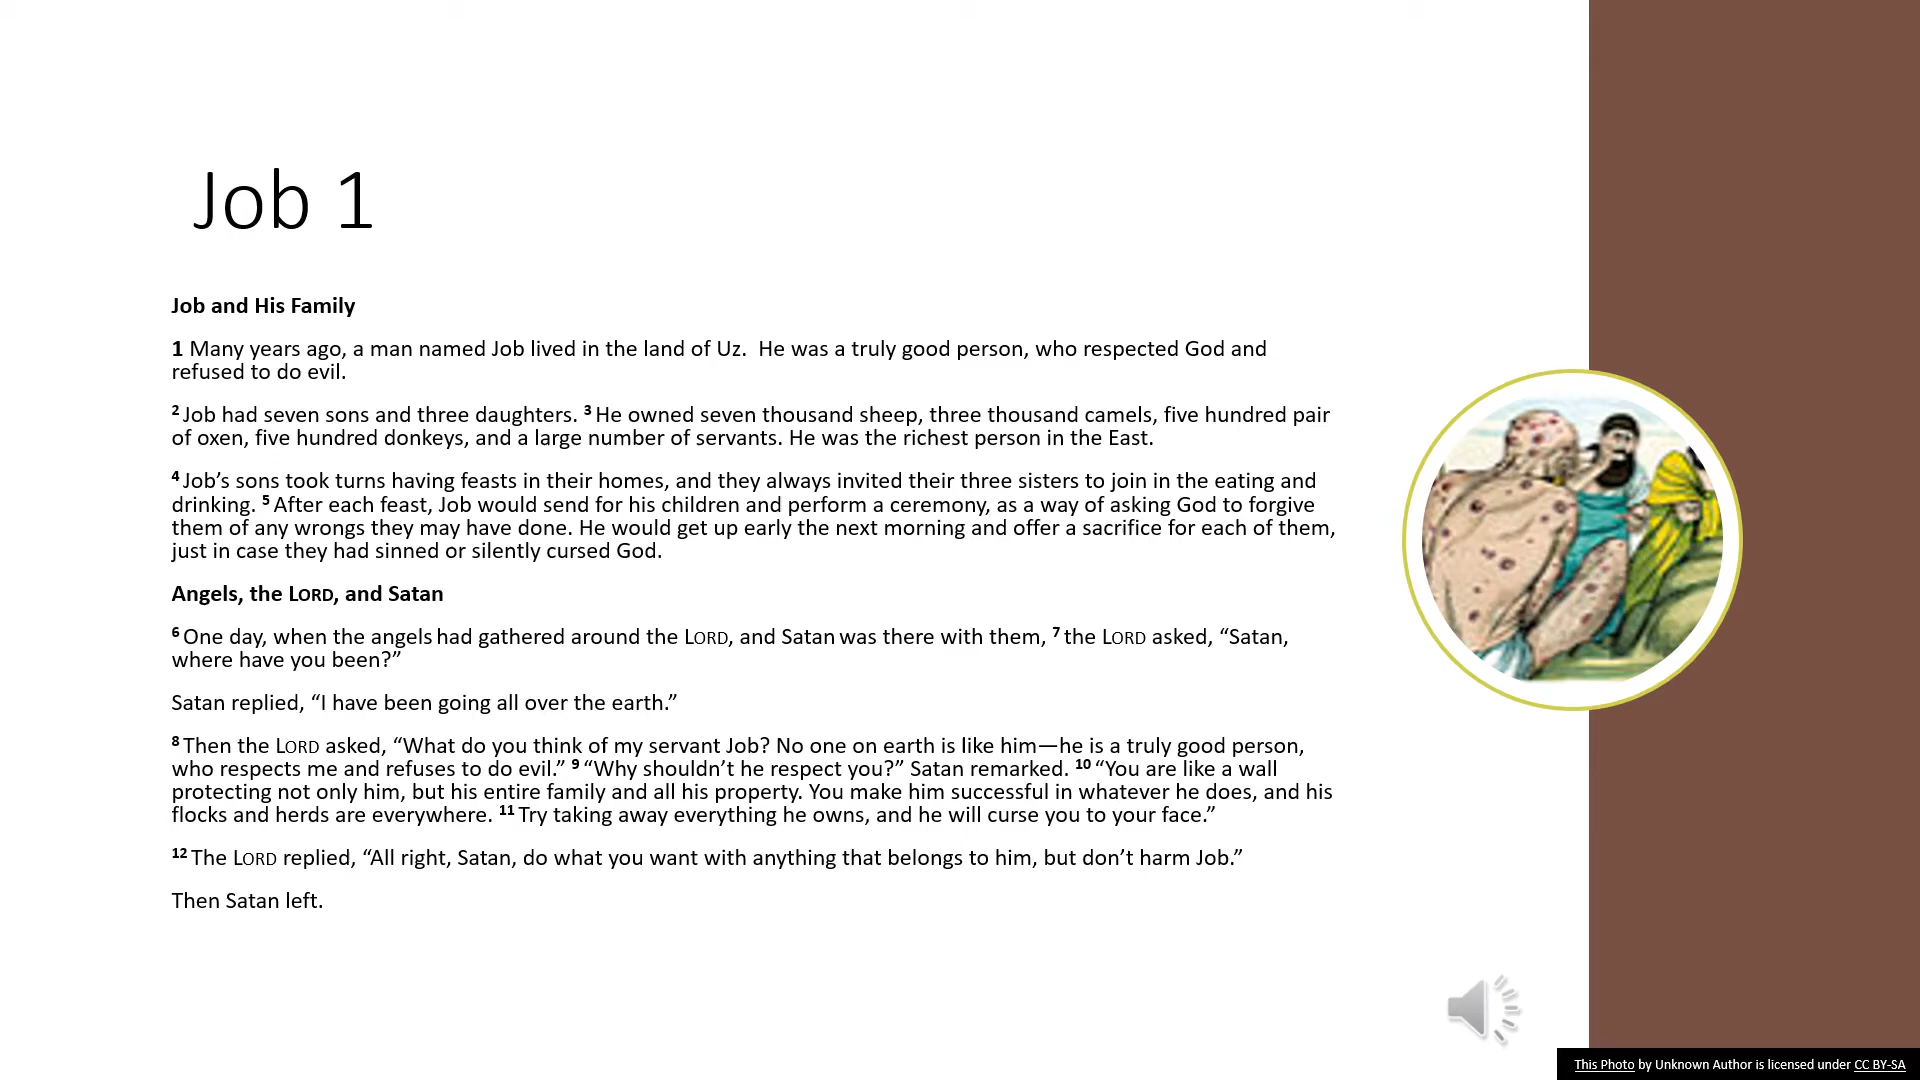 Job 1
Job and His Family
1 Many years ago, a man named Job lived in the land of Uz.  He was a truly good person, who respected God and
refused to do evil.
2 Job had seven sons and three daughters. 3 He owned seven thousand sheep, three thousand camels, five hundred pair
of oxen, five hundred donkeys, and a large number of servants. He was the richest person in the East.
4 Job’s sons took turns having feasts in their homes, and they always invited their three sisters to join in the eating and
drinking. 5 After each feast, Job would send for his children and perform a ceremony, as a way of asking God to forgive
them of any wrongs they may have done. He would get up early the next morning and offer a sacrifice for each of them,
just in case they had sinned or silently cursed God.
Angels, the LORD, and Satan
6 One day, when the angels had gathered around the LORD, and Satan was there with them, 7 the LORD asked, “Satan,
where have you been?”
Satan replied, “I have been going all over the earth.”
8 Then the LORD asked, “What do you think of my servant Job? No one on earth is like him—he is a truly good person,
who respects me and refuses to do evil.” 9 “Why shouldn’t he respect you?” Satan remarked. 10 “You are like a wall
protecting not only him, but his entire family and all his property. You make him successful in whatever he does, and his
flocks and herds are everywhere. 11 Try taking away everything he owns, and he will curse you to your face.”
12 The LORD replied, “All right, Satan, do what you want with anything that belongs to him, but don’t harm Job.”
Then Satan left.
This Photo by Unknown Author is licensed under CC BY-SA